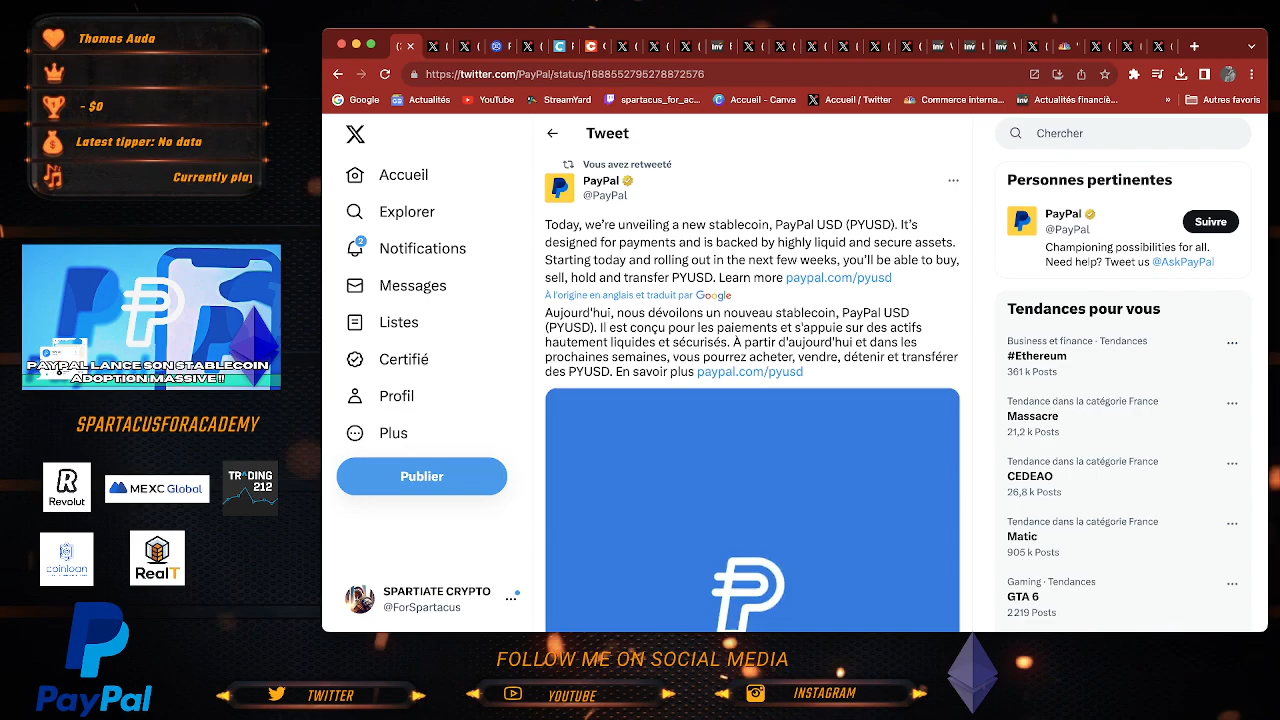 Thomas Auda
- $0
Latest tipper: No data
Currently play
PAYPAL LANCE SON STABLECOIN
ADOPTION MASSIVE !!
SPARTACUSFORACADEMY
R
Revolut
MEXC Global
TRADING
212
coinloan
RealT
PayPal
https://twitter.com/PayPal/status/1688552795278872576
Google
Actualités
YouTube
StreamYard
spartacus_for_ac...
Accueil - Canva
Accueil / Twitter
Commerce interna...
Actualités financiè...
»
Autres favoris
Accueil
Explorer
2
Notifications
Messages
Listes
Certifié
Profil
Plus
Publier
SPARTIATE CRYPTO
@ForSpartacus
Tweet
Vous avez retweeté
PayPal
@PayPal
Today, we're unveiling a new stablecoin, PayPal USD (PYUSD). It's
designed for payments and is backed by highly liquid and secure assets.
Starting today and rolling out in the next few weeks, you'll be able to buy,
sell, hold and transfer PYUSD. Learn more paypal.com/pyusd
À l'origine en anglais et traduit par Google
Aujourd'hui, nous dévoilons un nouveau stablecoin, PayPal USD
(PYUSD). Il est conçu pour les paiements et s'appuie sur des actifs
hautement liquides et sécurisés. À partir d'aujourd'hui et dans les
prochaines semaines, vous pourrez acheter, vendre, détenir et transférer
des PYUSD. En savoir plus paypal.com/pyusd
Chercher
Personnes pertinentes
PayPal
@PayPal
Suivre
Championing possibilities for all.
Need help? Tweet us @AskPayPal
Tendances pour vous
Business et finance · Tendances
#Ethereum
361 k Posts
Tendance dans la catégorie France
Massacre
21,2 k Posts
Tendance dans la catégorie France
CEDEAO
26,8 k Posts
Tendance dans la catégorie France
Matic
905 k Posts
Gaming · Tendances
GTA 6
2 219 Posts
FOLLOW ME ON SOCIAL MEDIA
TWITTER
YOUTUBE
INSTAGRAM